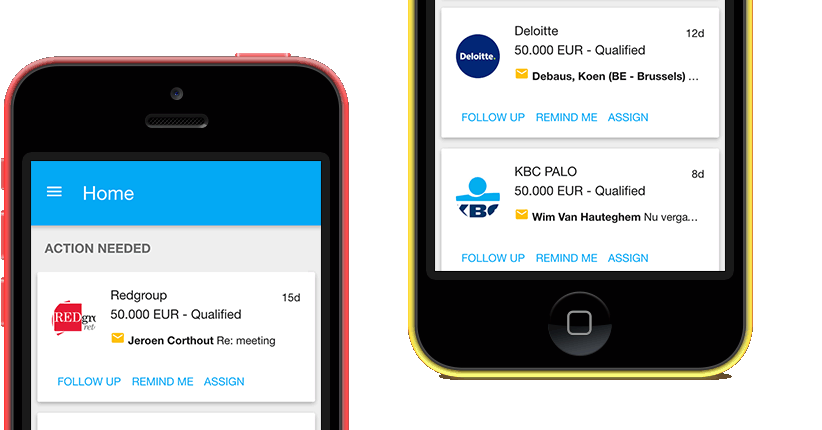 Home
ACTION NEEDED
Redgroup
15d
50.000 EUR - Qualified
Jeroen Corthout Re: meeting
FOLLOW UP REMIND ME ASSIGN
Deloitte
12d
Deloitte.
50.000 EUR - Qualified
Debaus, Koen (BE - Brussels) ...
FOLLOW UP REMIND ME ASSIGN
KBC PALO
8d
KBC
50.000 EUR - Qualified
Wim Van Hauteghem Nu verga...
FOLLOW UP REMIND ME ASSIGN